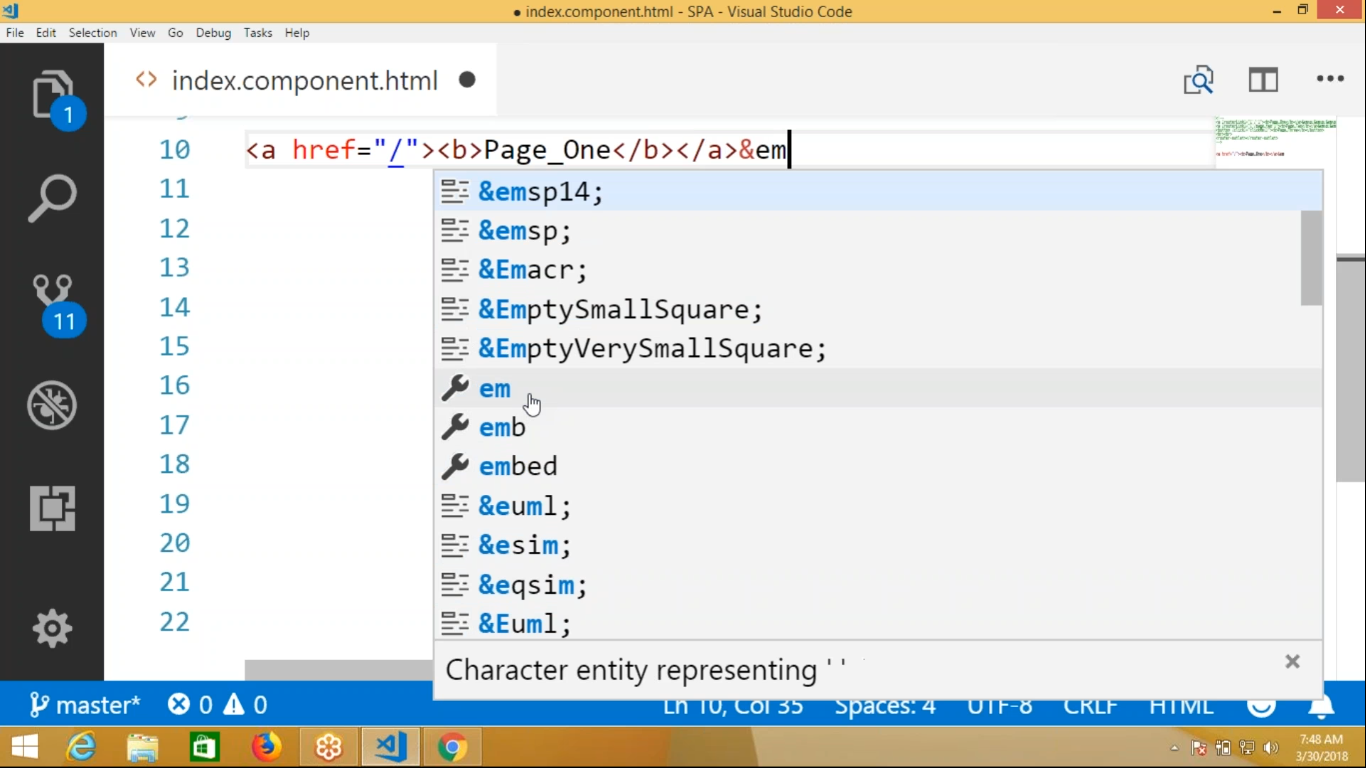 ● index.component.html - SPA - Visual Studio Code
File Edit Selection View Go Debug Tasks Help
<> index.component.html ●
1
10 <a href="/"><b>Page_One</b></a>&em
11 &emsp14;
12 &emsp;
13 &Emacr;
14 &EmptySmallSquare;
15 &EmptyVerySmallSquare;
16 em
17 emb
18 embed
19 &euml;
20 &esim;
21 &eqsim;
22 &Euml;
11
Character entity representing ' '
master* 0 0 Ln 10, Col 35 Spaces: 4 UTF-8 CRLF HTML
7:48 AM
3/30/2018